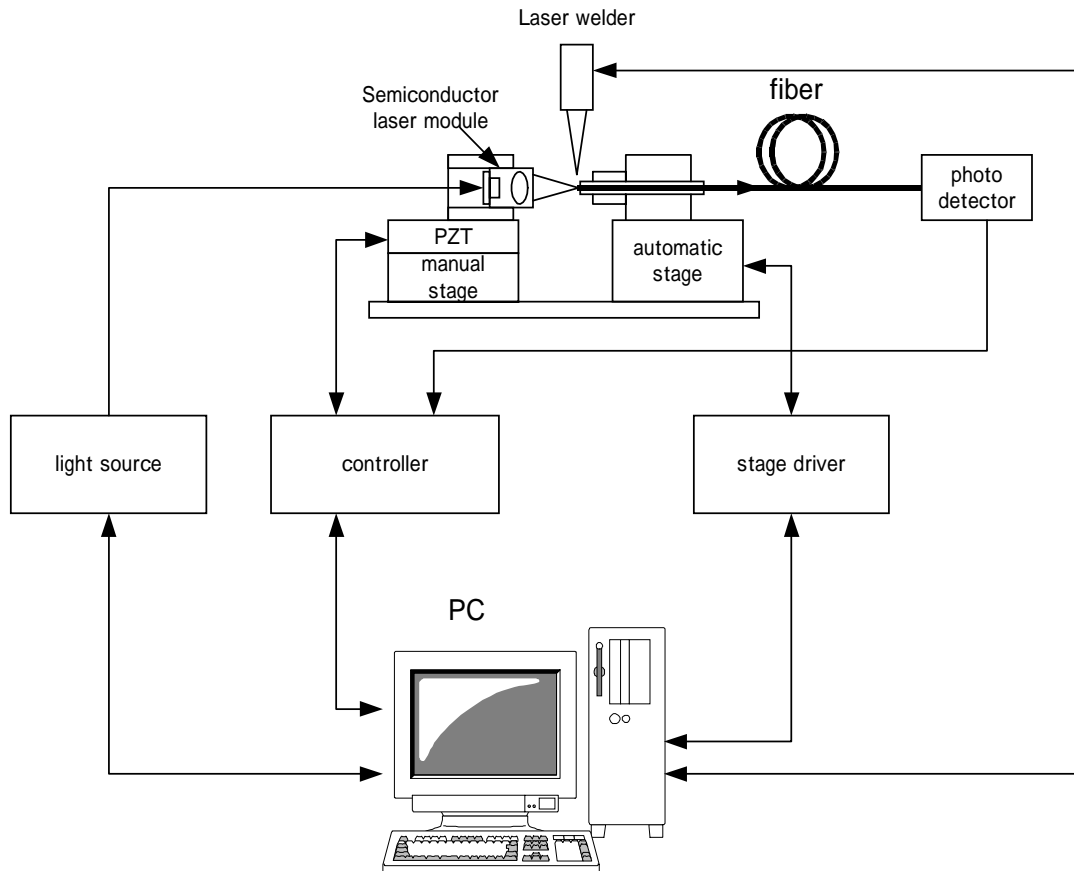 Laser welder
fiber
Semiconductor
laser module
photo
detector
PZT
manual
stage
automatic
stage
light source
controller
stage driver
PC